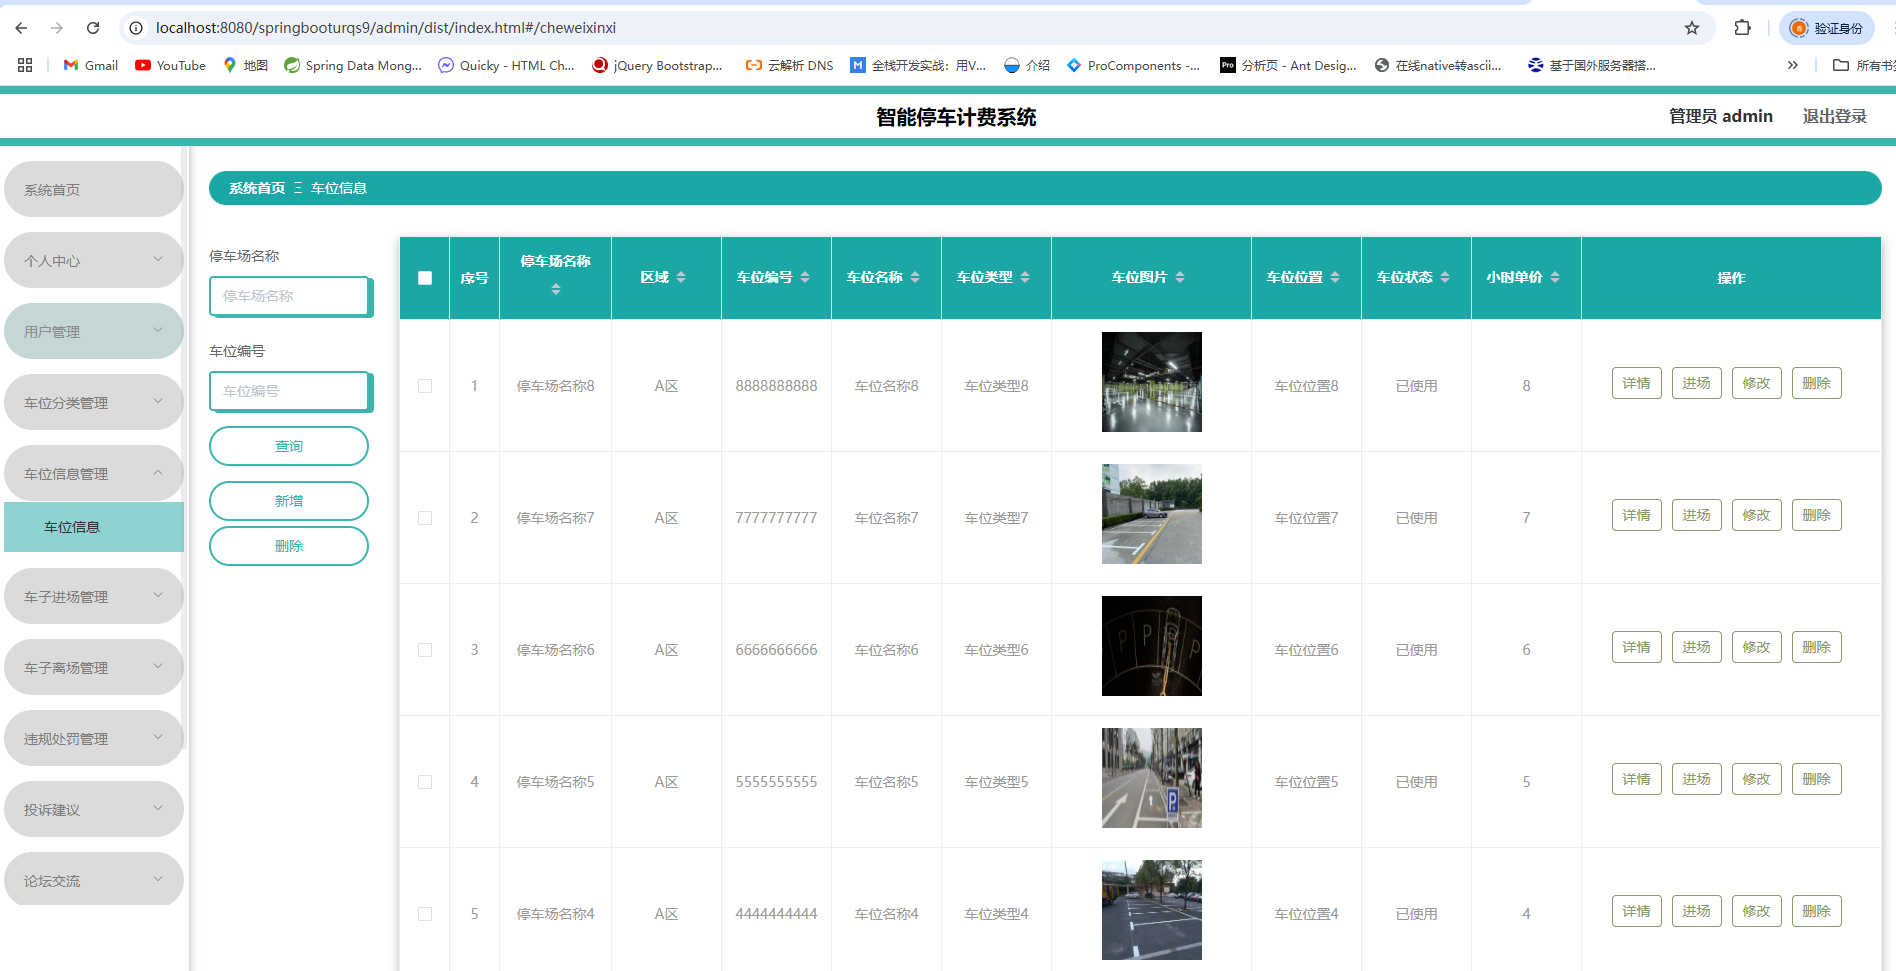 localhost:8080/springbooturqs9/admin/dist/index.html#/cheweixinxi
验证身份
Gmail
YouTube
地图
Spring Data Mong...
Quicky - HTML Ch...
jQuery Bootstrap...
云解析 DNS
全栈开发实战：用V...
介绍
ProComponents -...
分析页 - Ant Desig...
在线native转ascii...
基于国外服务器搭...
智能停车计费系统
管理员 admin
退出登录
系统首页
个人中心
用户管理
车位分类管理
车位信息管理
车位信息
车子进场管理
车子离场管理
违规处罚管理
投诉建议
论坛交流
系统首页 Ξ 车位信息
停车场名称
停车场名称
车位编号
车位编号
查询
新增
删除
序号 停车场名称 区域 车位编号 车位名称 车位类型 车位图片 车位位置 车位状态 小时单价 操作
1 停车场名称8 A区 8888888888 车位名称8 车位类型8 车位位置8 已使用 8 详情 进场 修改 删除
2 停车场名称7 A区 7777777777 车位名称7 车位类型7 车位位置7 已使用 7 详情 进场 修改 删除
3 停车场名称6 A区 6666666666 车位名称6 车位类型6 P P P 车位位置6 已使用 6 详情 进场 修改 删除
4 停车场名称5 A区 5555555555 车位名称5 车位类型5 P 车位位置5 已使用 5 详情 进场 修改 删除
5 停车场名称4 A区 4444444444 车位名称4 车位类型4 车位位置4 已使用 4 详情 进场 修改 删除